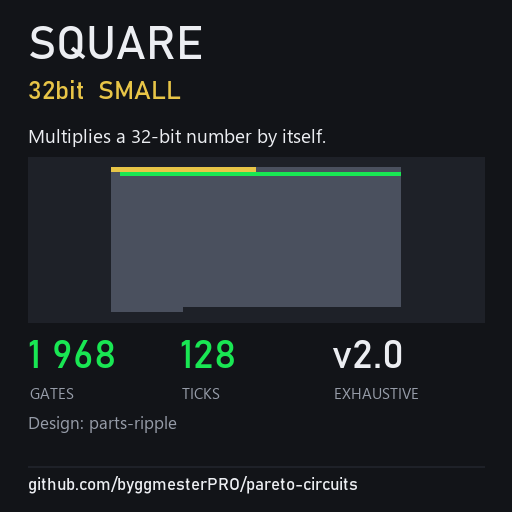 SQUARE
32bit SMALL
Multiplies a 32-bit number by itself.
1 968 128 v2.0
GATES TICKS EXHAUSTIVE
Design: parts-ripple
github.com/byggmesterPRO/pareto-circuits